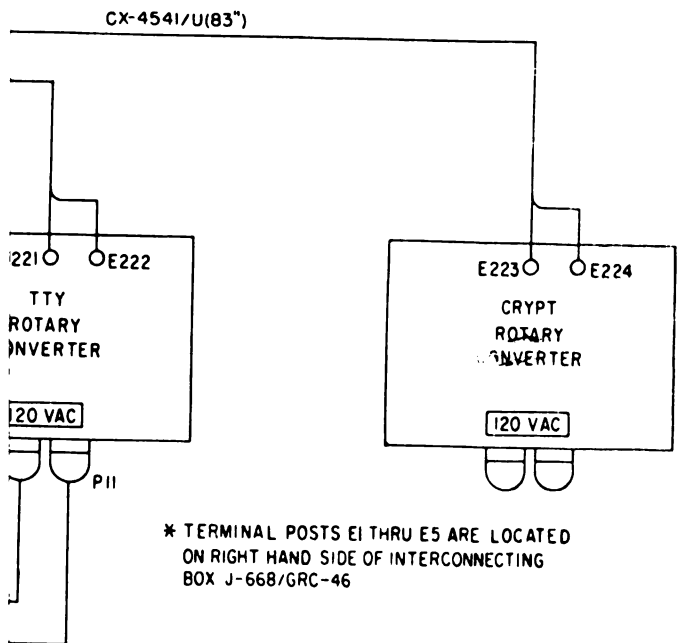 CX-4541/U(83")
E222
E223
E224
TTY
ROTARY
CRYPT
ROTARY
120 VAC
120 VAC
P11
* TERMINAL POSTS E1 THRU E5 ARE LOCATED
ON RIGHT HAND SIDE OF INTERCONNECTING
BOX J-668/GRC-46